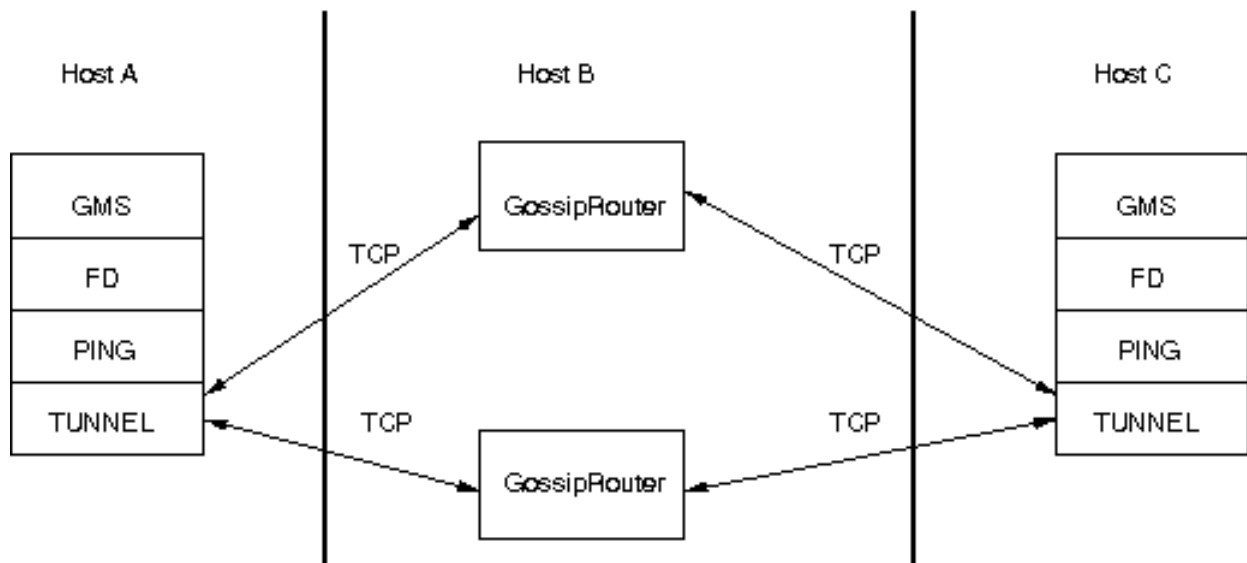 Host A
Host B
Host C
GMS
FD
PING
TUNNEL
TCP
TCP
GossipRouter
GossipRouter
TCP
TCP
GMS
FD
PING
TUNNEL